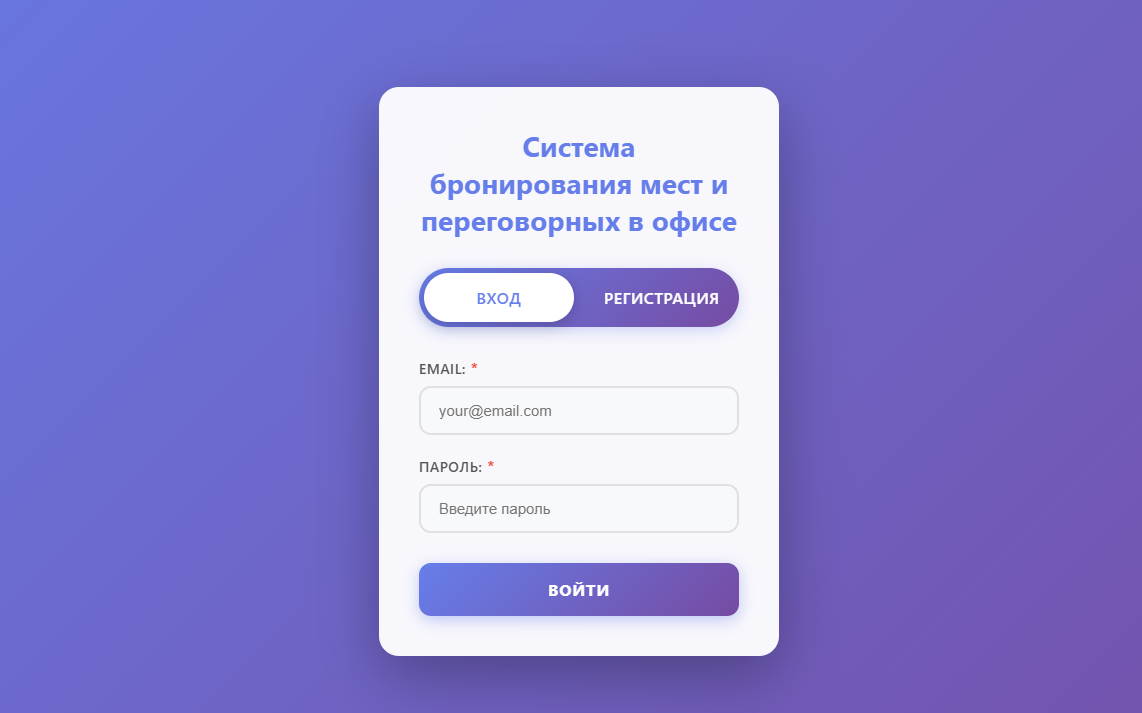 Система
бронирования мест и
переговорных в офисе
ВХОД
РЕГИСТРАЦИЯ
EMAIL: *
your@email.com
ПАРОЛЬ: *
Введите пароль
ВОЙТИ